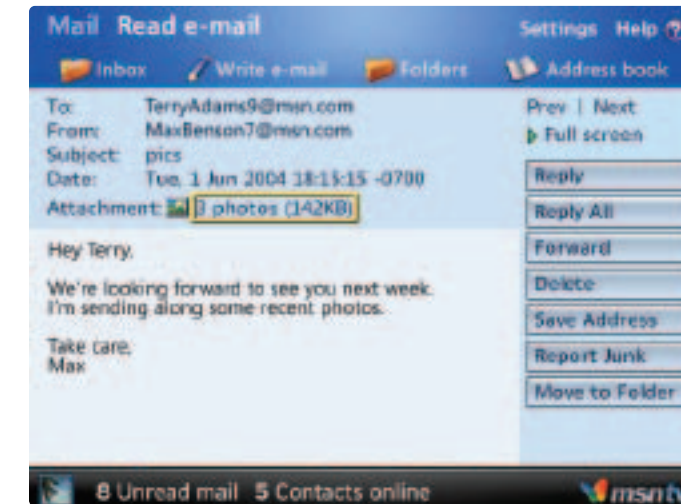 Mail Read e-mail Settings Help ?
Inbox Write e-mail Folders Address book
To: TerryAdams9@msn.com
From: MaxBenson7@msn.com
Subject: pics
Date: Tue, 1 Jun 2004 18:15:15 -0700
Attachment: 3 photos (142KB)
Hey Terry,
We're looking forward to see you next week.
I'm sending along some recent photos.
Take care,
Max
Prev | Next
Full screen
Reply
Reply All
Forward
Delete
Save Address
Report Junk
Move to Folder
8 Unread mail 5 Contacts online msn tv